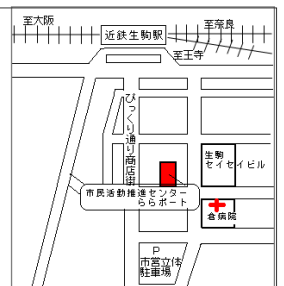 至大阪
近鉄生駒駅
至奈良
至王寺
びっくり通り商店街
生駒
セイセイビル
市民活動推進センター
ららポート
倉病院
P
市営立体
駐車場